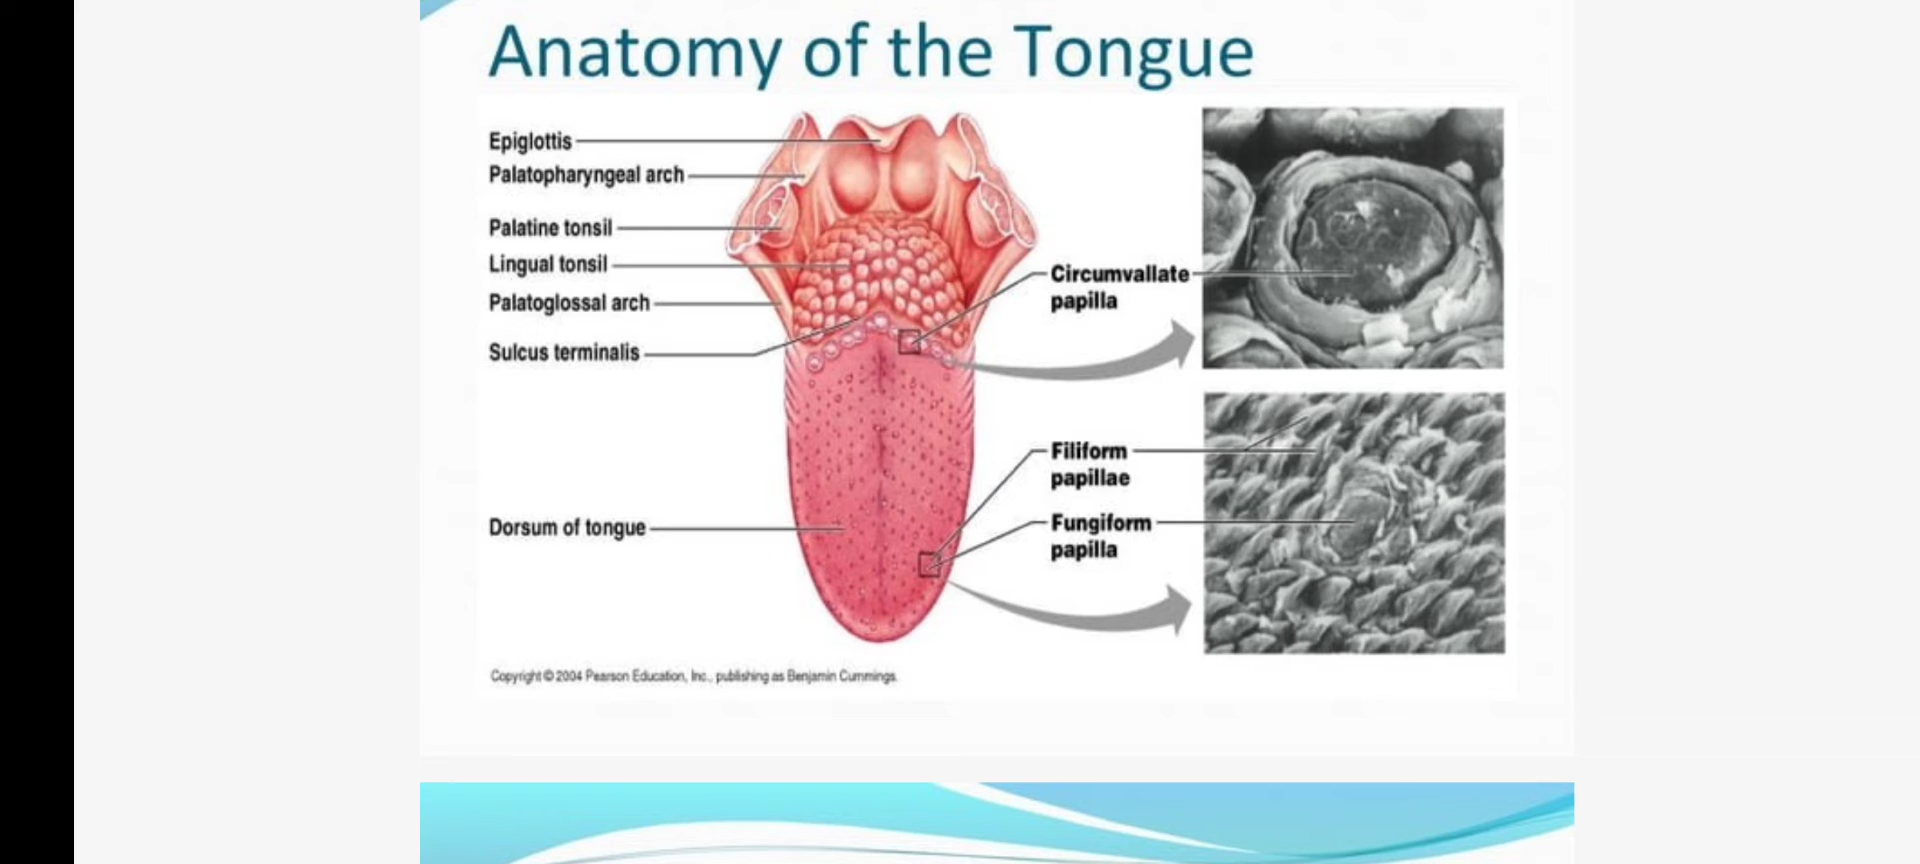 Anatomy of the Tongue
Epiglottis
Palatopharyngeal arch
Palatine tonsil
Lingual tonsil
Palatoglossal arch
Sulcus terminalis
Dorsum of tongue
Circumvallate
papilla
Filiform
papillae
Fungiform
papilla
Copyright © 2004 Pearson Education, Inc., publishing as Benjamin Cummings.